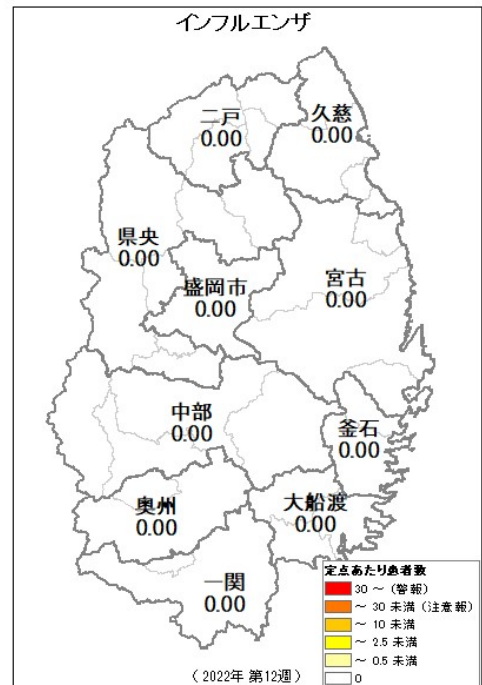 インフルエンザ
二戸
0.00
久慈
0.00
県央
0.00
盛岡市
0.00
宮古
0.00
中部
0.00
釜石
0.00
奥州
0.00
大船渡
0.00
一関
0.00
定点あたり患者数
30 ～ (警報)
～ 30 未満 (注意報)
～ 10 未満
～ 2.5 未満
～ 0.5 未満
0
(2022年 第12週)